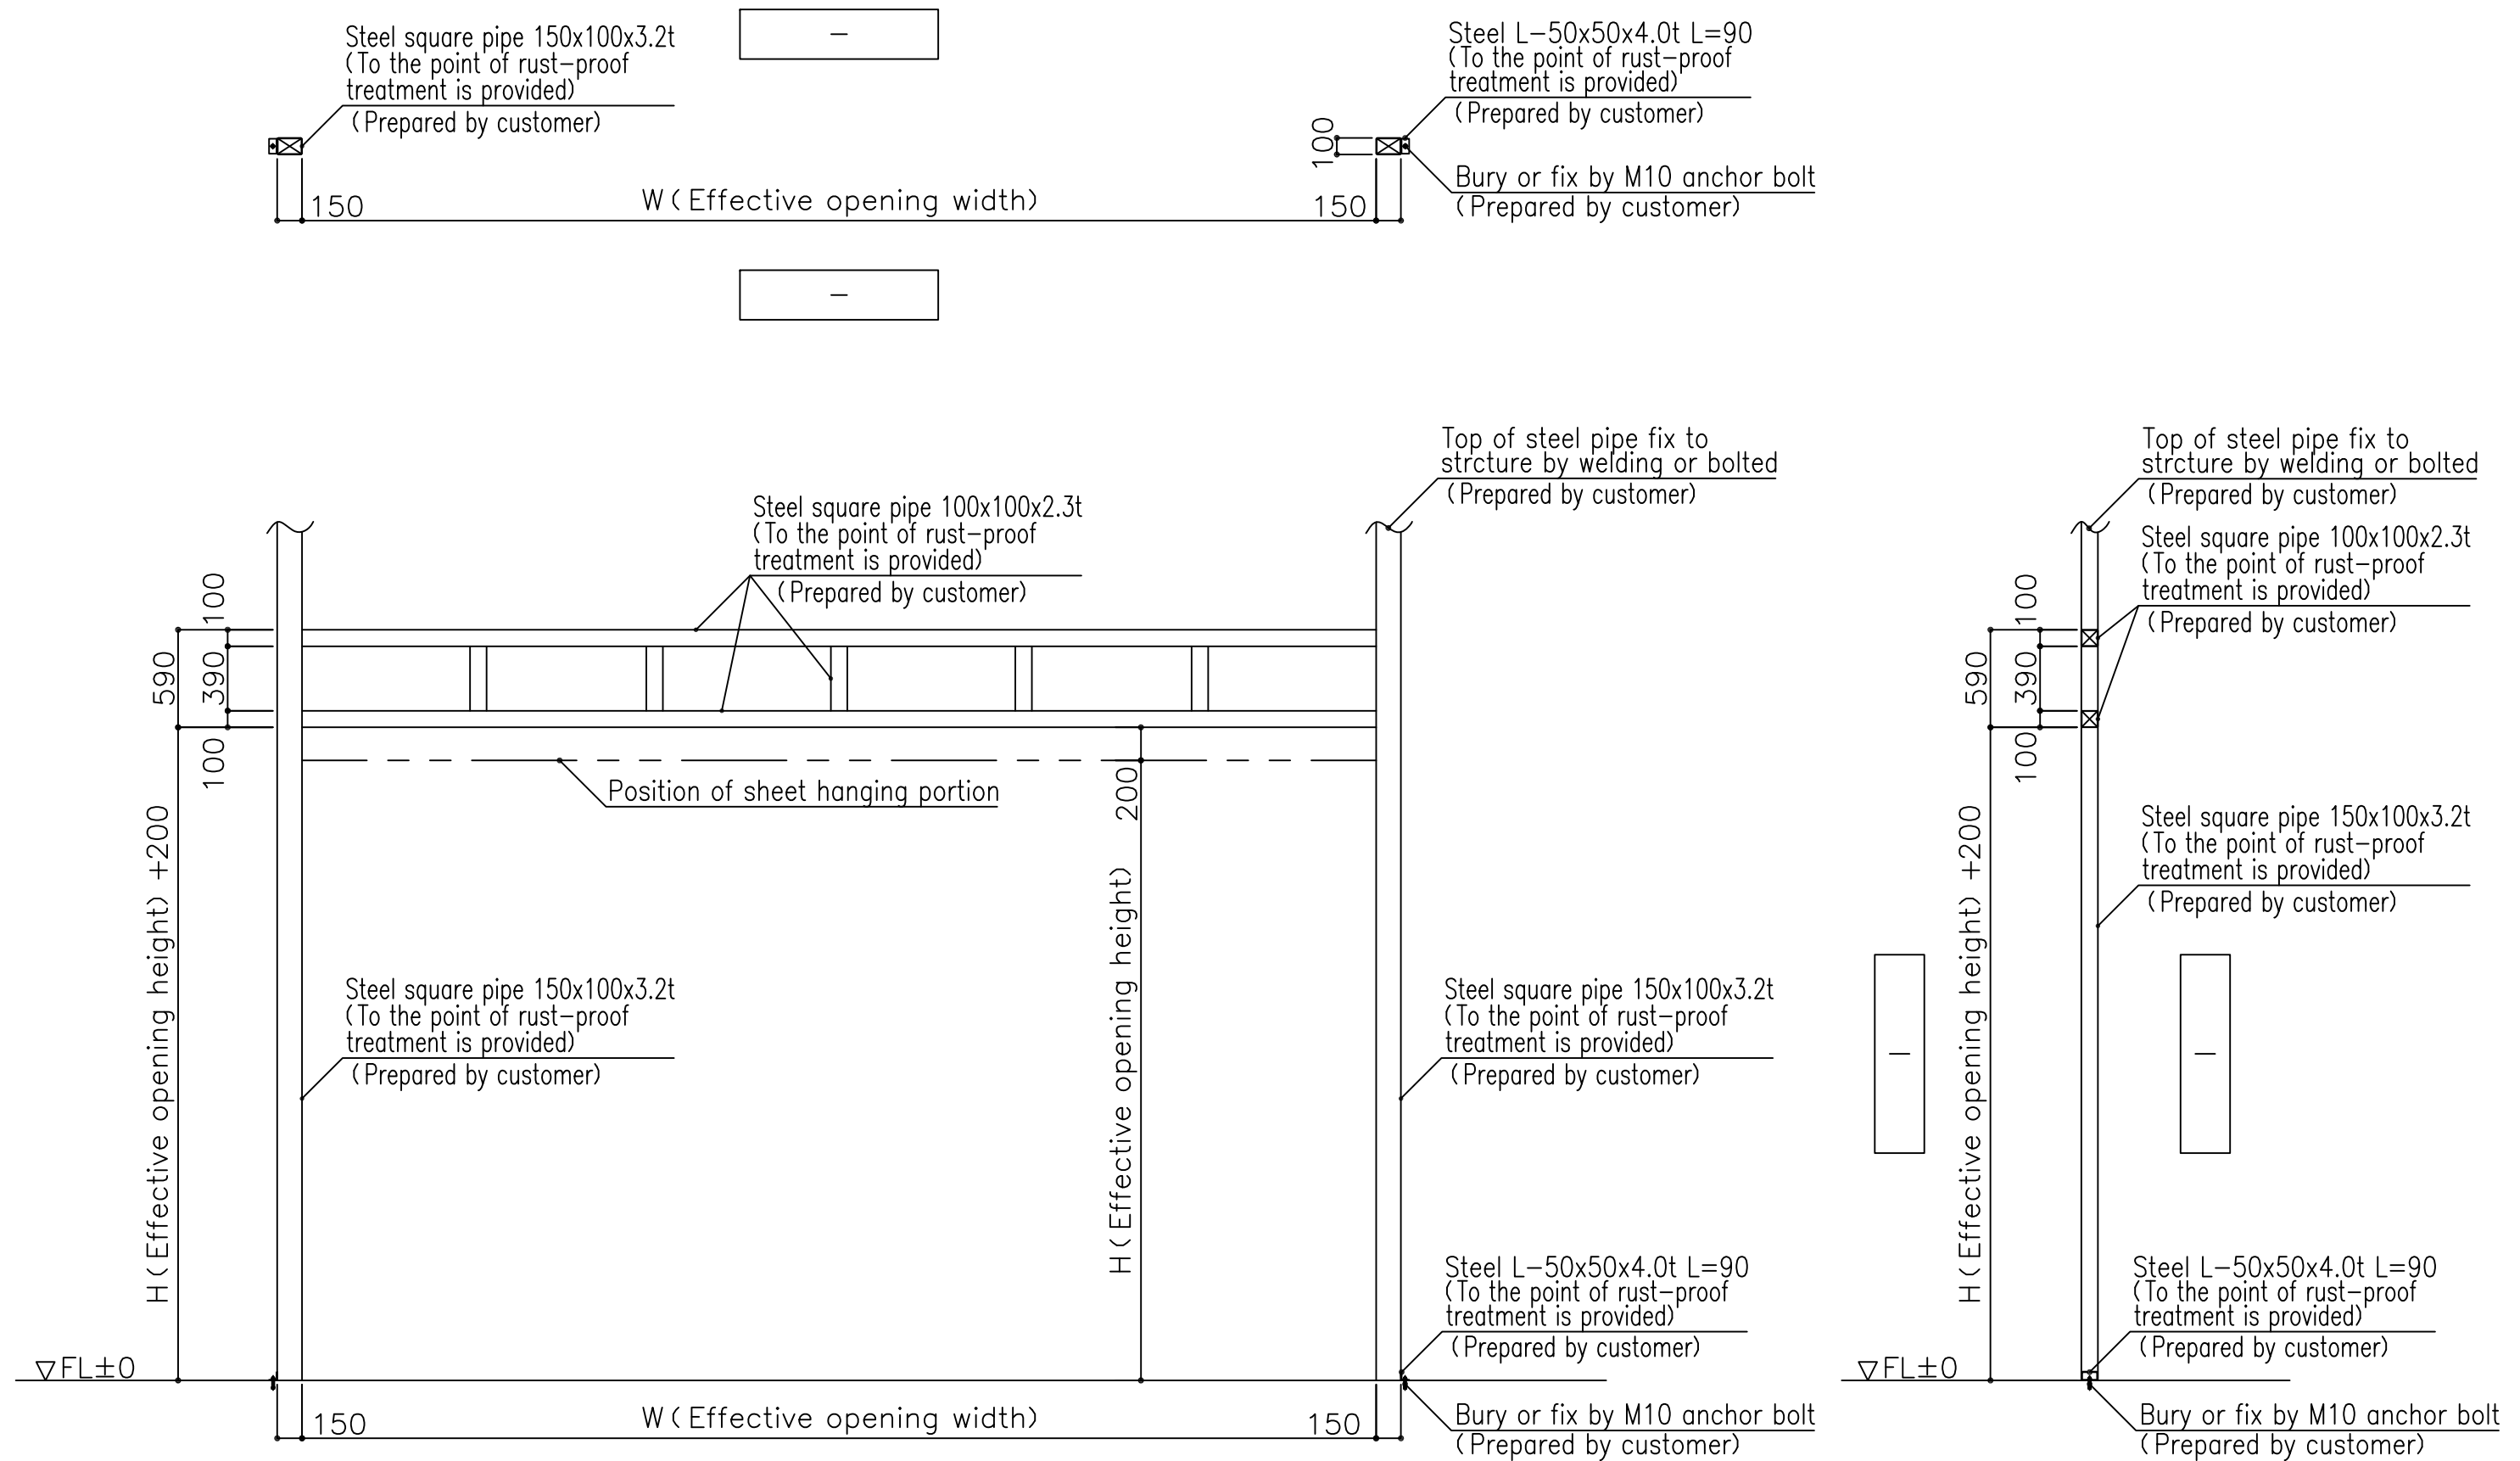 Steel square pipe 150x100x3.2t
(To the point of rust-proof
treatment is provided)
(Prepared by customer)
–
Steel L-50x50x4.0t L=90
(To the point of rust-proof
treatment is provided)
(Prepared by customer)
100
Bury or fix by M10 anchor bolt
(Prepared by customer)
150
W(Effective opening width)
150
–
Top of steel pipe fix to
strcture by welding or bolted
(Prepared by customer)
Steel square pipe 100x100x2.3t
(To the point of rust-proof
treatment is provided)
(Prepared by customer)
100
590
390
100
Position of sheet hanging portion
200
H(Effective opening height) +200
H(Effective opening height)
Steel square pipe 150x100x3.2t
(To the point of rust-proof
treatment is provided)
(Prepared by customer)
Steel square pipe 150x100x3.2t
(To the point of rust-proof
treatment is provided)
(Prepared by customer)
Steel L-50x50x4.0t L=90
(To the point of rust-proof
treatment is provided)
(Prepared by customer)
▽FL±0
Bury or fix by M10 anchor bolt
(Prepared by customer)
150
W(Effective opening width)
150
Top of steel pipe fix to
strcture by welding or bolted
(Prepared by customer)
Steel square pipe 100x100x2.3t
(To the point of rust-proof
treatment is provided)
(Prepared by customer)
100
590
390
100
Steel square pipe 150x100x3.2t
(To the point of rust-proof
treatment is provided)
(Prepared by customer)
H(Effective opening height) +200
–
–
Steel L-50x50x4.0t L=90
(To the point of rust-proof
treatment is provided)
(Prepared by customer)
▽FL±0
Bury or fix by M10 anchor bolt
(Prepared by customer)